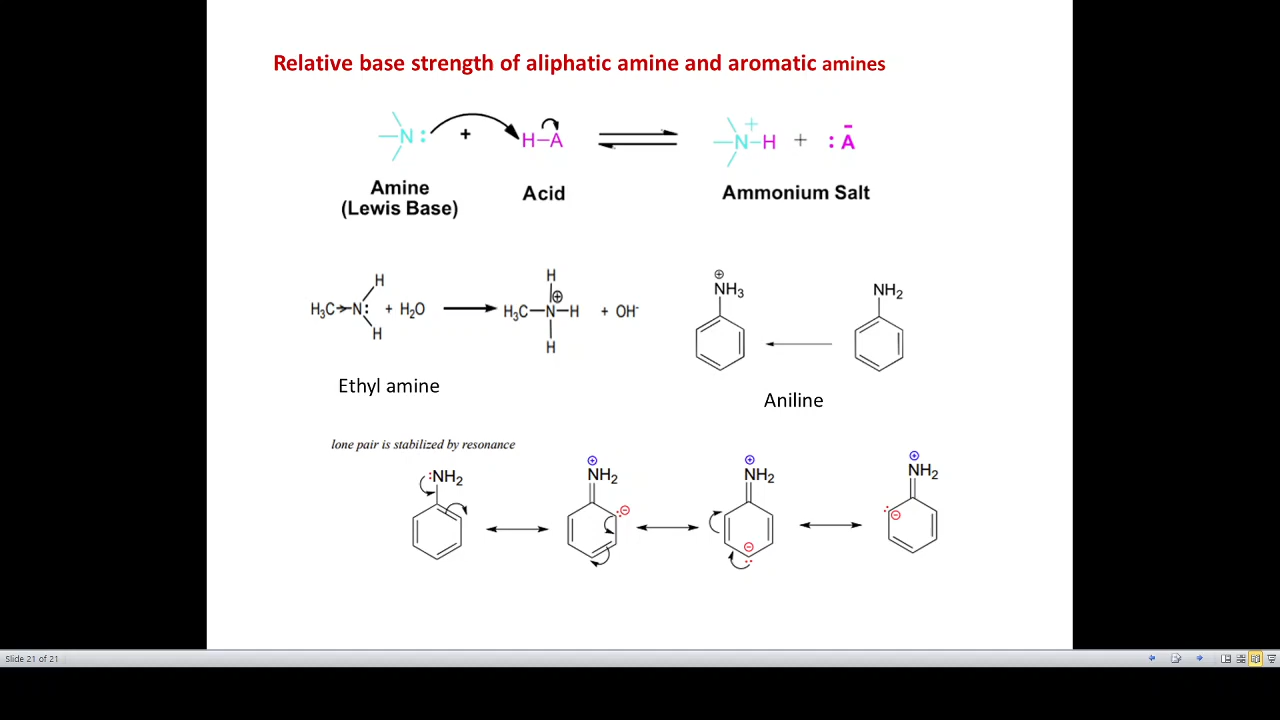 Relative base strength of aliphatic amine and aromatic amines
N: + H–A ⇌ N⁺–H + :A⁻
Amine
(Lewis Base)
Acid
Ammonium Salt
H
H₃C→N: + H₂O
H
H
H₃C–N⊕–H + OH⁻
H
⊕
NH₃
NH₂
Ethyl amine
Aniline
lone pair is stabilized by resonance
:NH₂
⊕
NH₂
:⊖
⊕
NH₂
⊖
:
⊕
NH₂
:⊖
Slide 21 of 21